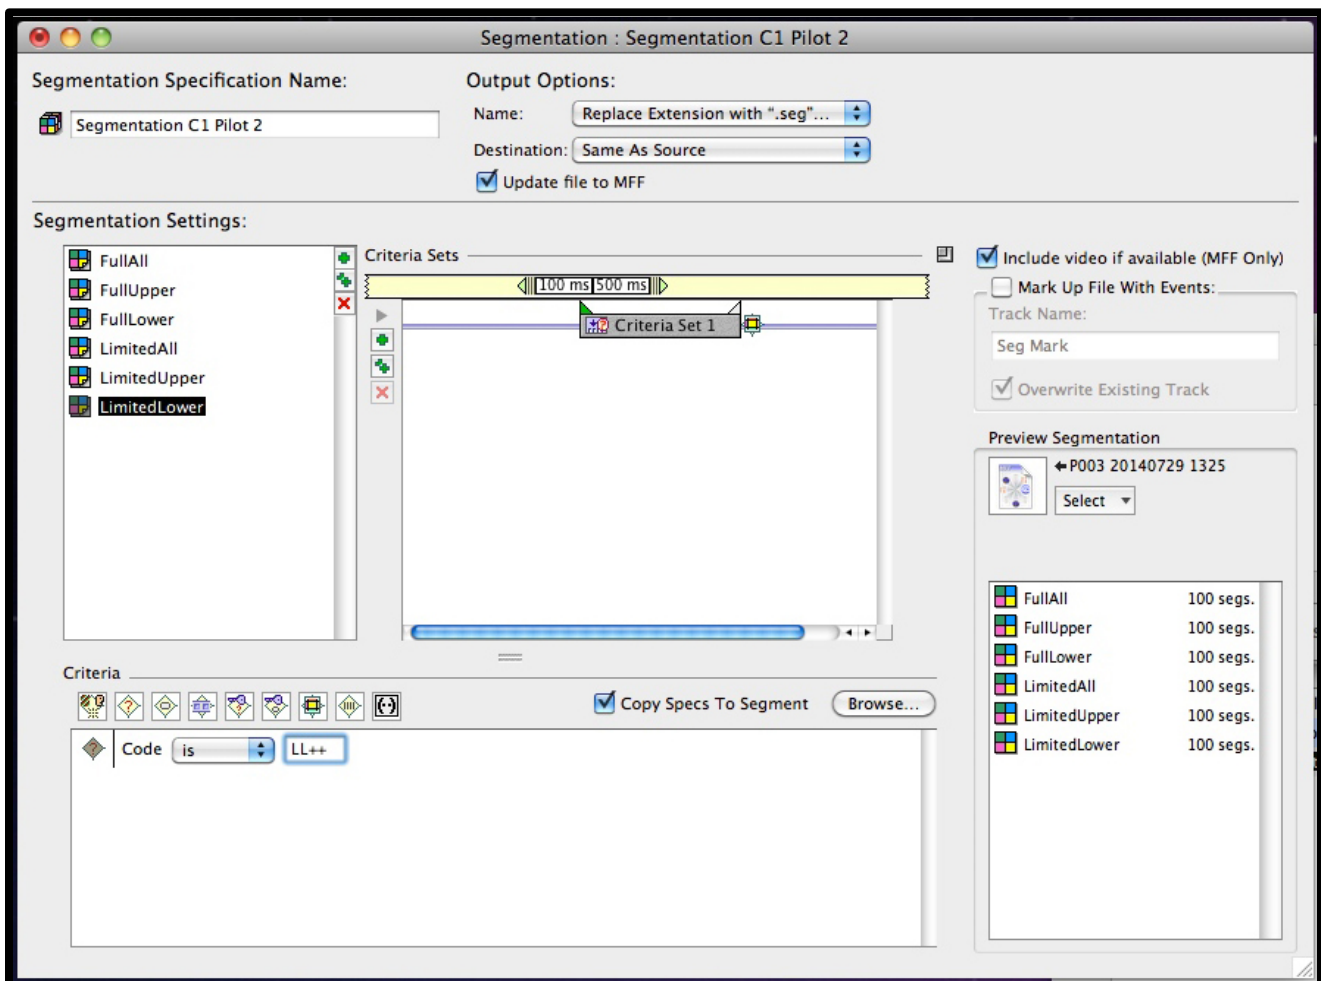 Segmentation : Segmentation C1 Pilot 2
Segmentation Specification Name:
Segmentation C1 Pilot 2
Output Options:
Name: Replace Extension with ".seg"...
Destination: Same As Source
Update file to MFF
Segmentation Settings:
FullAll
FullUpper
FullLower
LimitedAll
LimitedUpper
LimitedLower
Criteria Sets
100 ms 500 ms
Criteria Set 1
Include video if available (MFF Only)
Mark Up File With Events:
Track Name:
Seg Mark
Overwrite Existing Track
Preview Segmentation
P003 20140729 1325
Select
FullAll 100 segs.
FullUpper 100 segs.
FullLower 100 segs.
LimitedAll 100 segs.
LimitedUpper 100 segs.
LimitedLower 100 segs.
Criteria
Copy Specs To Segment Browse...
Code is LL++